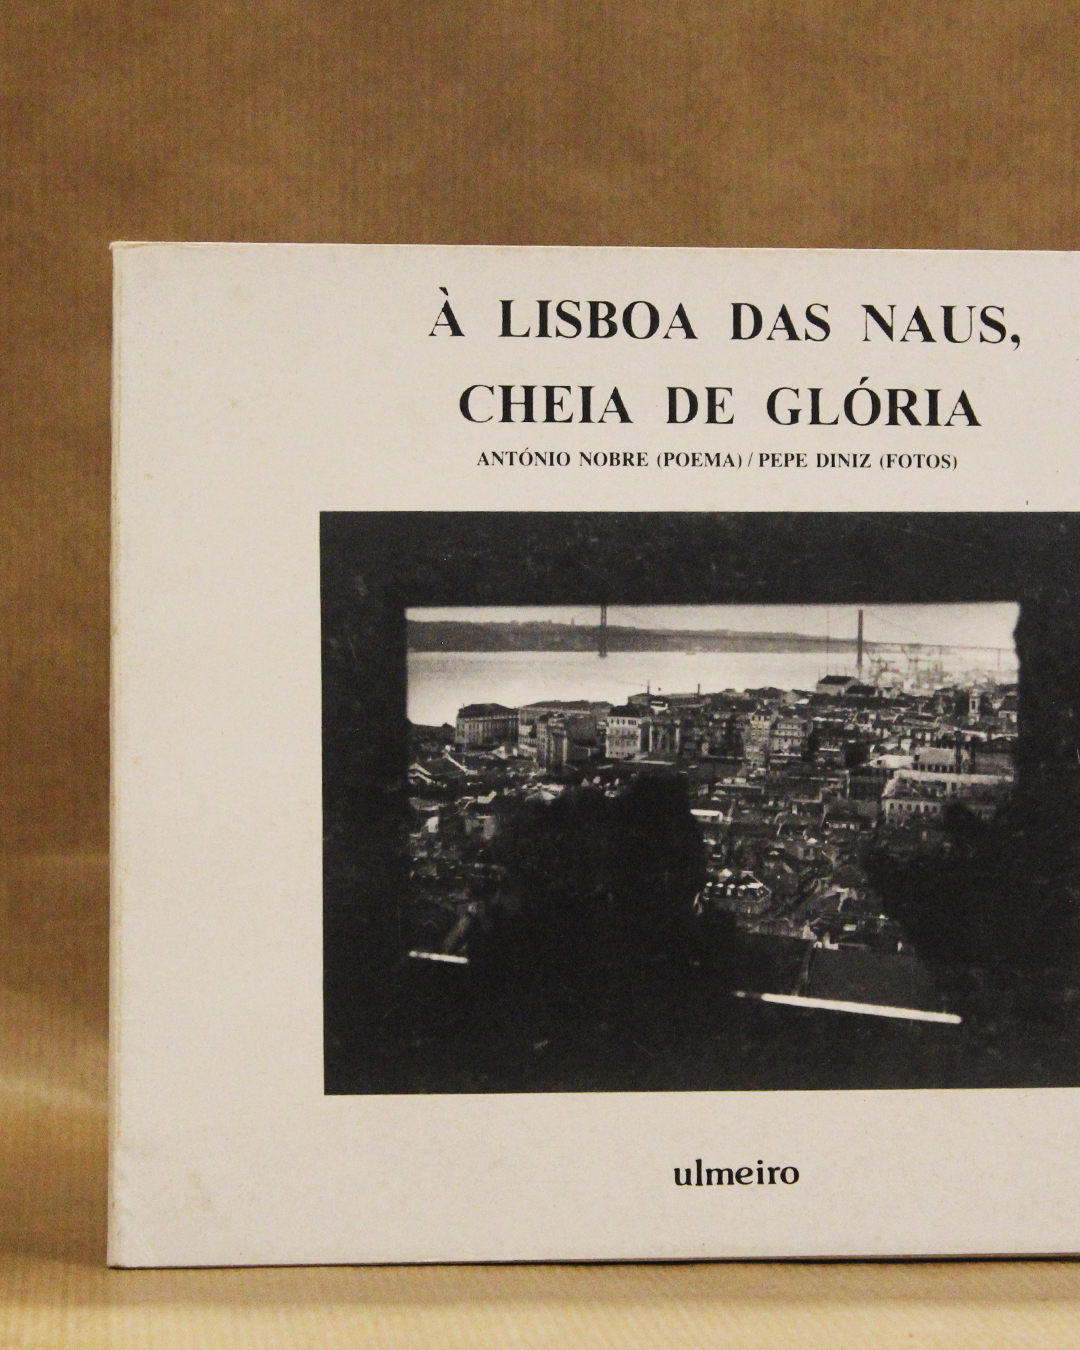 À LISBOA DAS NAUS,
CHEIA DE GLÓRIA
ANTÓNIO NOBRE (POEMA) / PEPE DINIZ (FOTOS)
ulmeiro